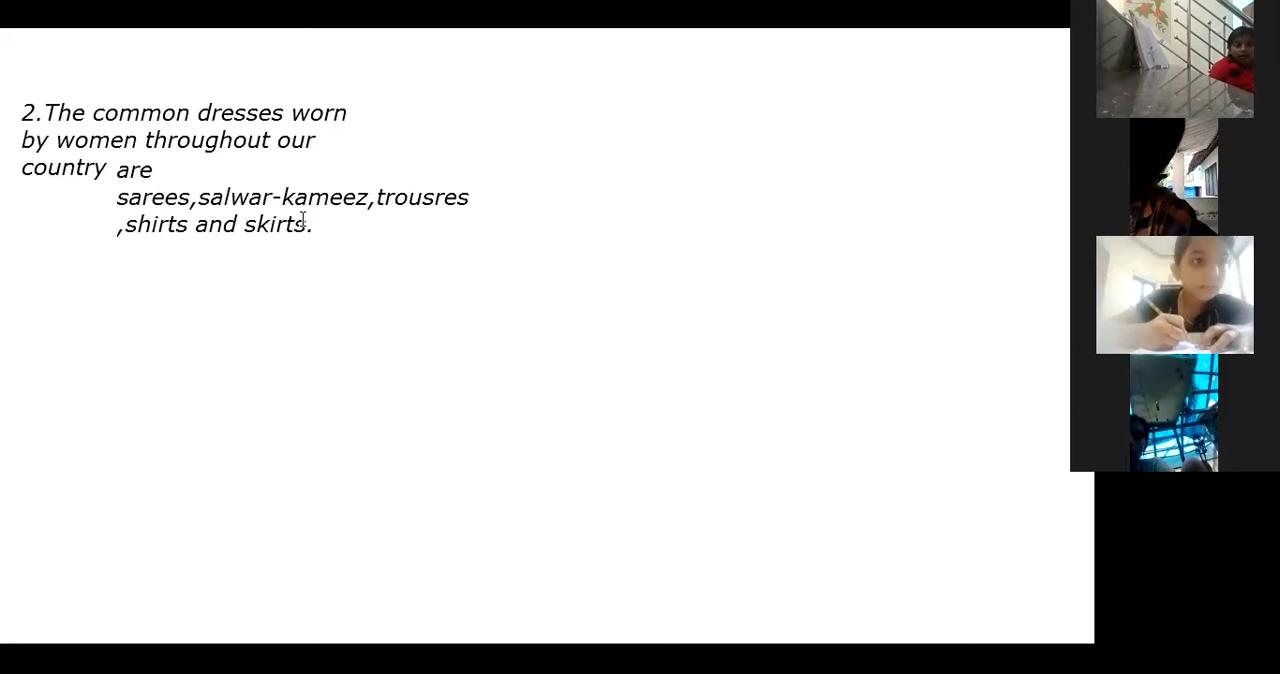 2.The common dresses worn
by women throughout our
country are
sarees,salwar-kameez,trousres
,shirts and skirts.